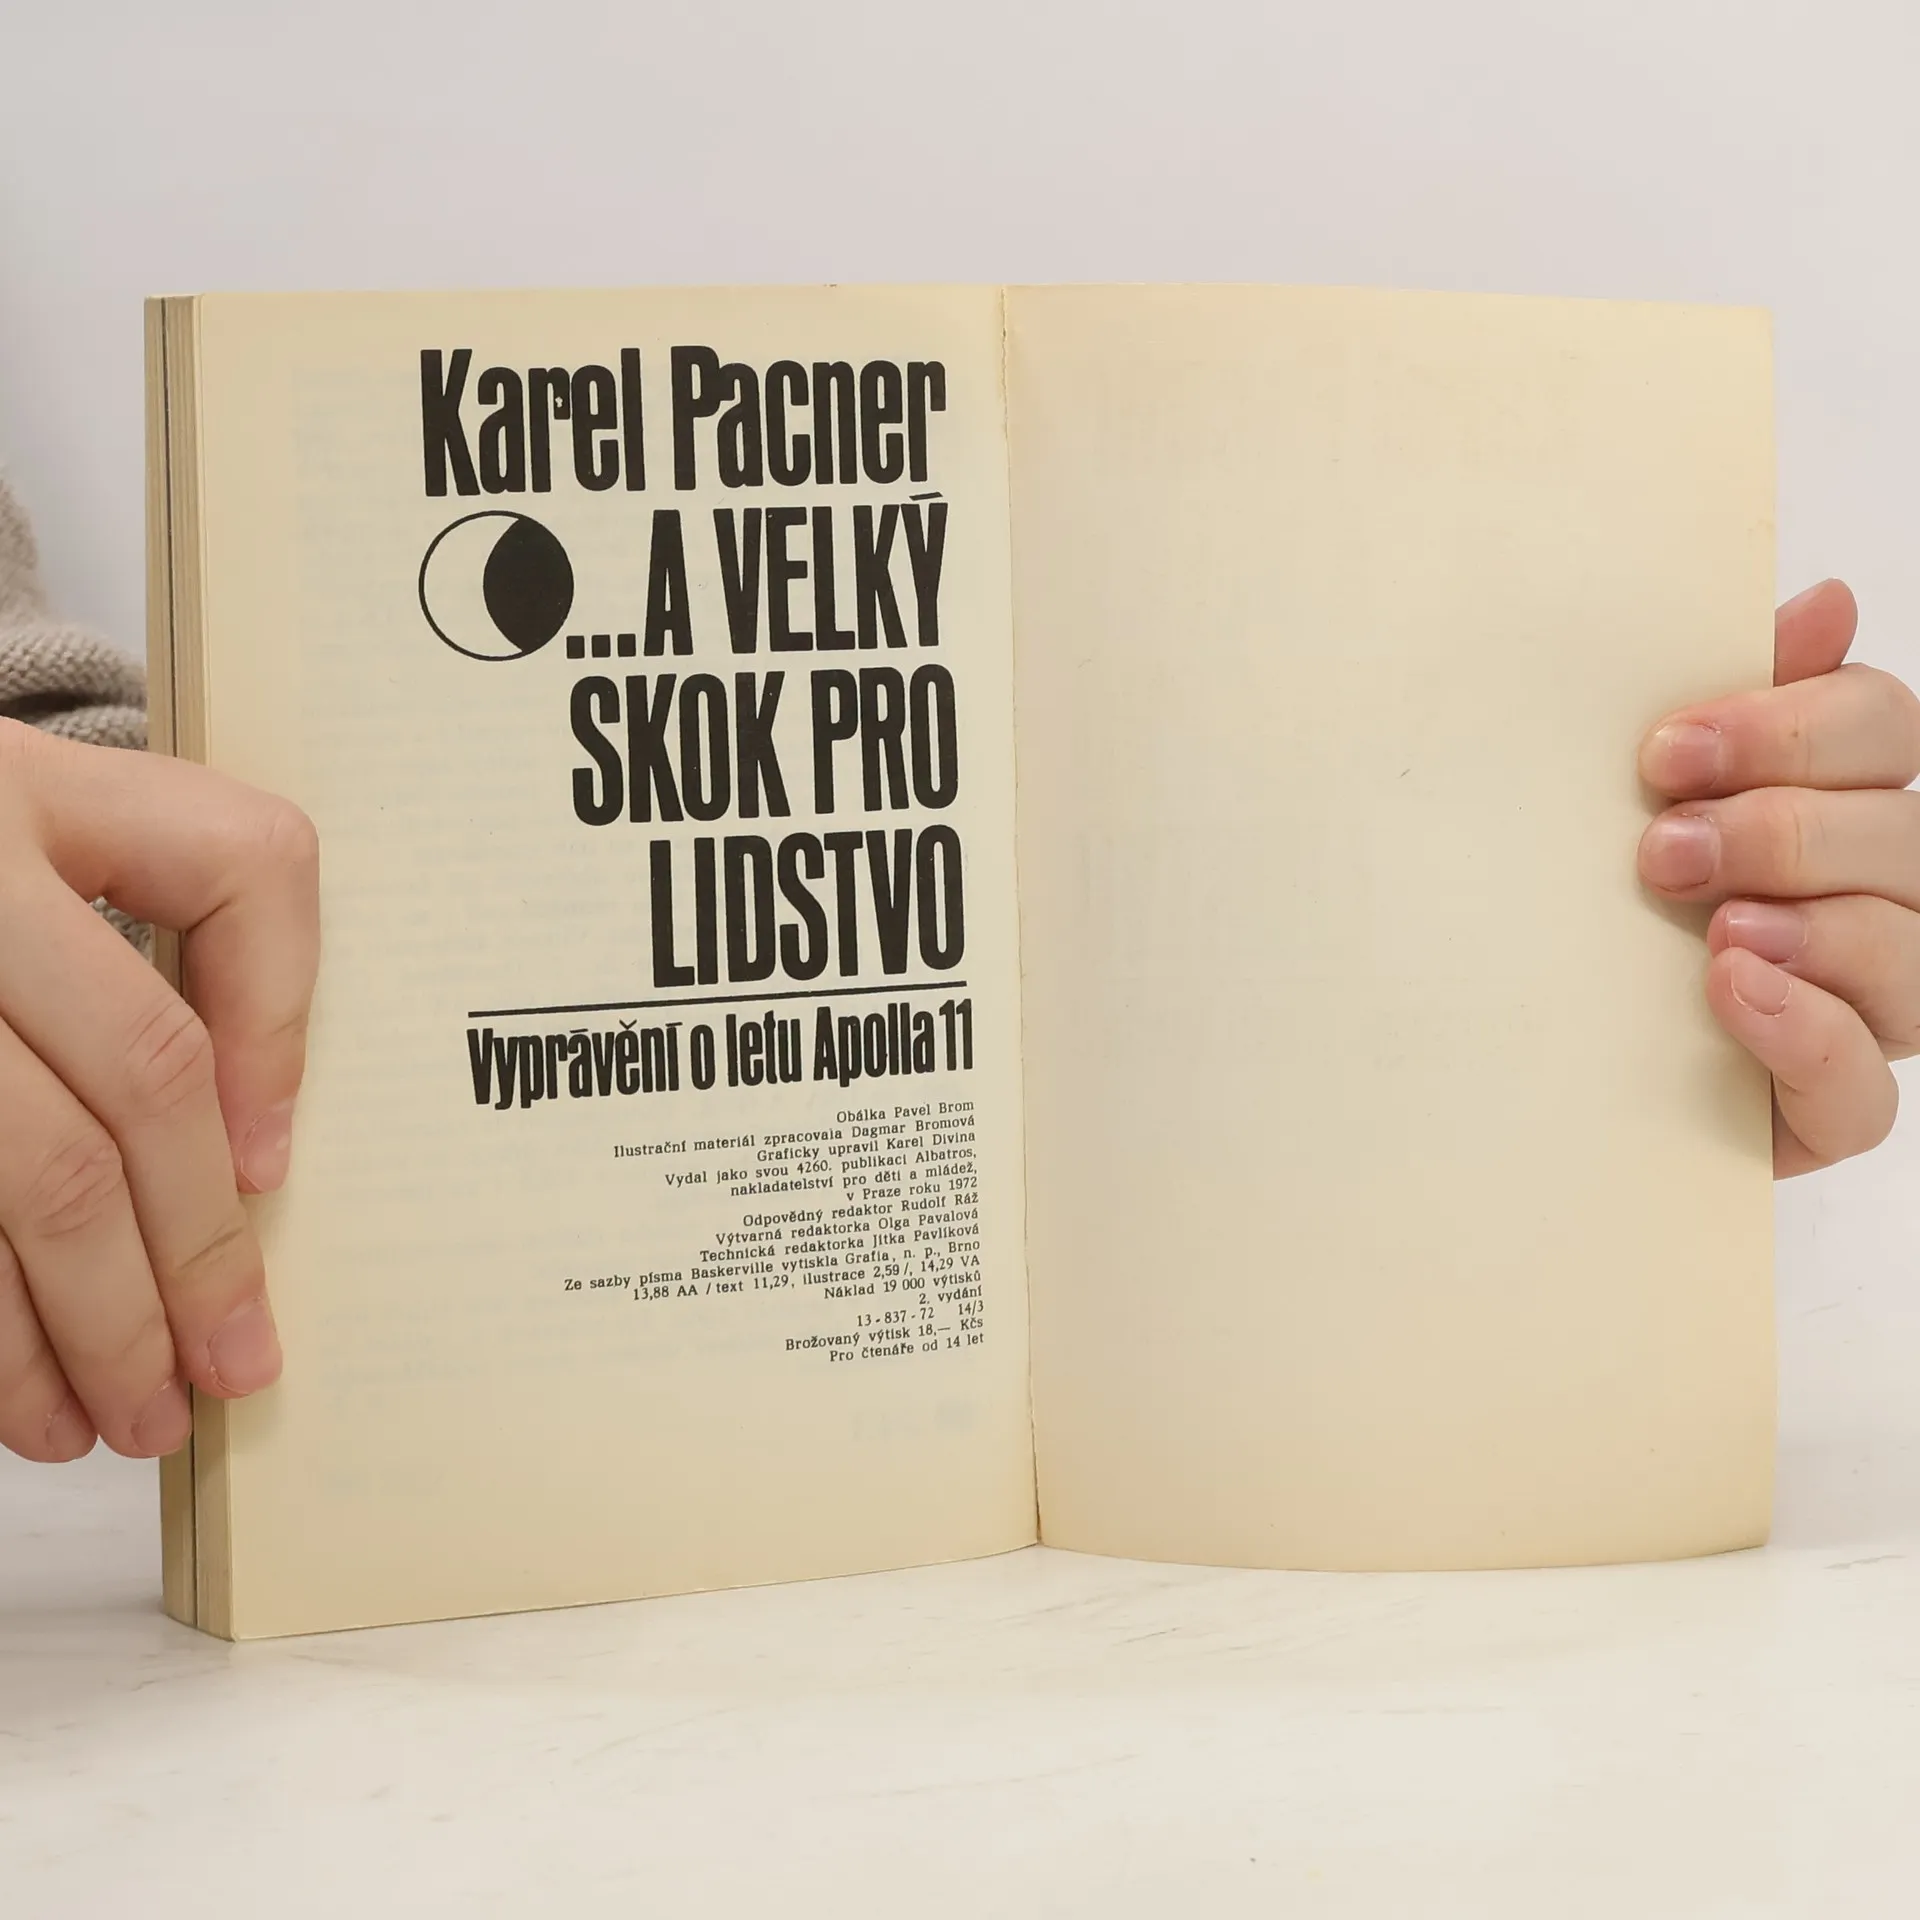 Karel Pacner
...A VELKÝ
SKOK PRO
LIDSTVO
Vyprávění o letu Apolla 11
Obálka Pavel Brom
Ilustrační materiál zpracovala Dagmar Bromová
Graficky upravil Karel Divina
Vydal jako svou 4260. publikaci Albatros,
nakladatelství pro děti a mládež,
v Praze roku 1972
Odpovědný redaktor Rudolf Ráž
Výtvarná redaktorka Olga Pavalová
Technická redaktorka Jitka Pavlíková
Ze sazby písma Baskerville vytiskla Grafia, n. p., Brno
13,88 AA /text 11,29, ilustrace 2,59/, 14,29 VA
Náklad 19 000 výtisků
2. vydání
13-837-72 14/3
Brožovaný výtisk 18,— Kčs
Pro čtenáře od 14 let